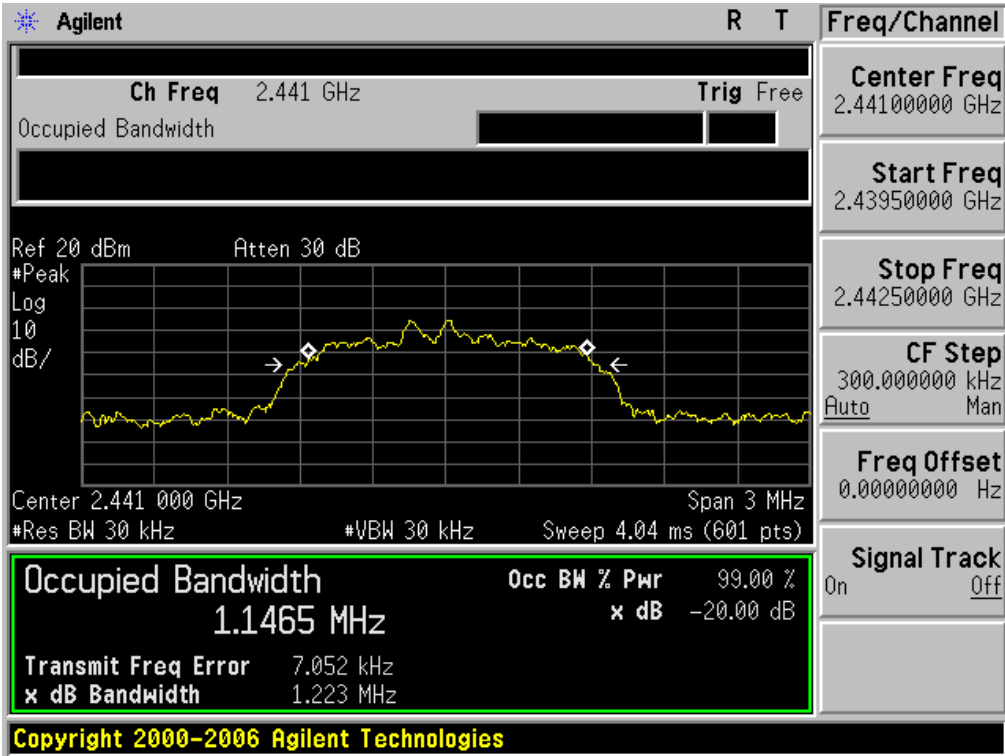 Agilent R T
Ch Freq 2.441 GHz Trig Free
Occupied Bandwidth
Ref 20 dBm Atten 30 dB
#Peak
Log
10
dB/
Center 2.441 000 GHz Span 3 MHz
#Res BW 30 kHz #VBW 30 kHz Sweep 4.04 ms (601 pts)
Occupied Bandwidth
1.1465 MHz
Occ BW % Pwr 99.00 %
x dB -20.00 dB
Transmit Freq Error 7.052 kHz
x dB Bandwidth 1.223 MHz
Copyright 2000-2006 Agilent Technologies
Freq/Channel
Center Freq
2.44100000 GHz
Start Freq
2.43950000 GHz
Stop Freq
2.44250000 GHz
CF Step
300.000000 kHz
Auto Man
Freq Offset
0.00000000 Hz
Signal Track
On Off